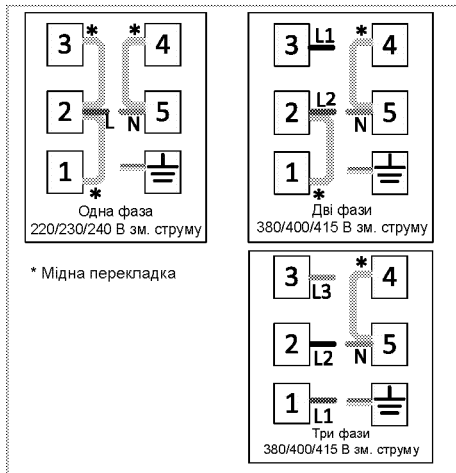 * *
3 4
2 L N 5
1
*
Одна фаза
220/230/240 В зм. струму
L1 *
3 4
L2
2 N 5
1
*
Дві фази
380/400/415 В зм. струму
* Мідна перекладка
*
3 4
L3
2 N 5
L2
1
L1
Три фази
380/400/415 В зм. струму